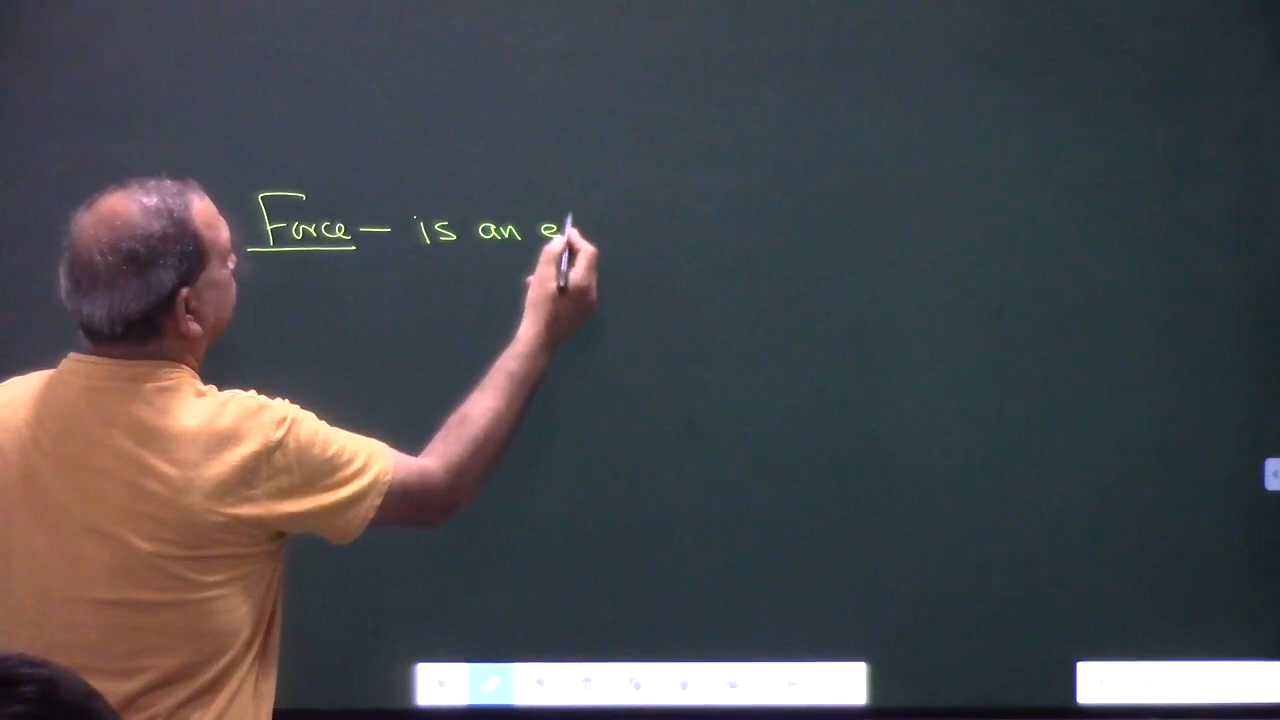 Force – is an e